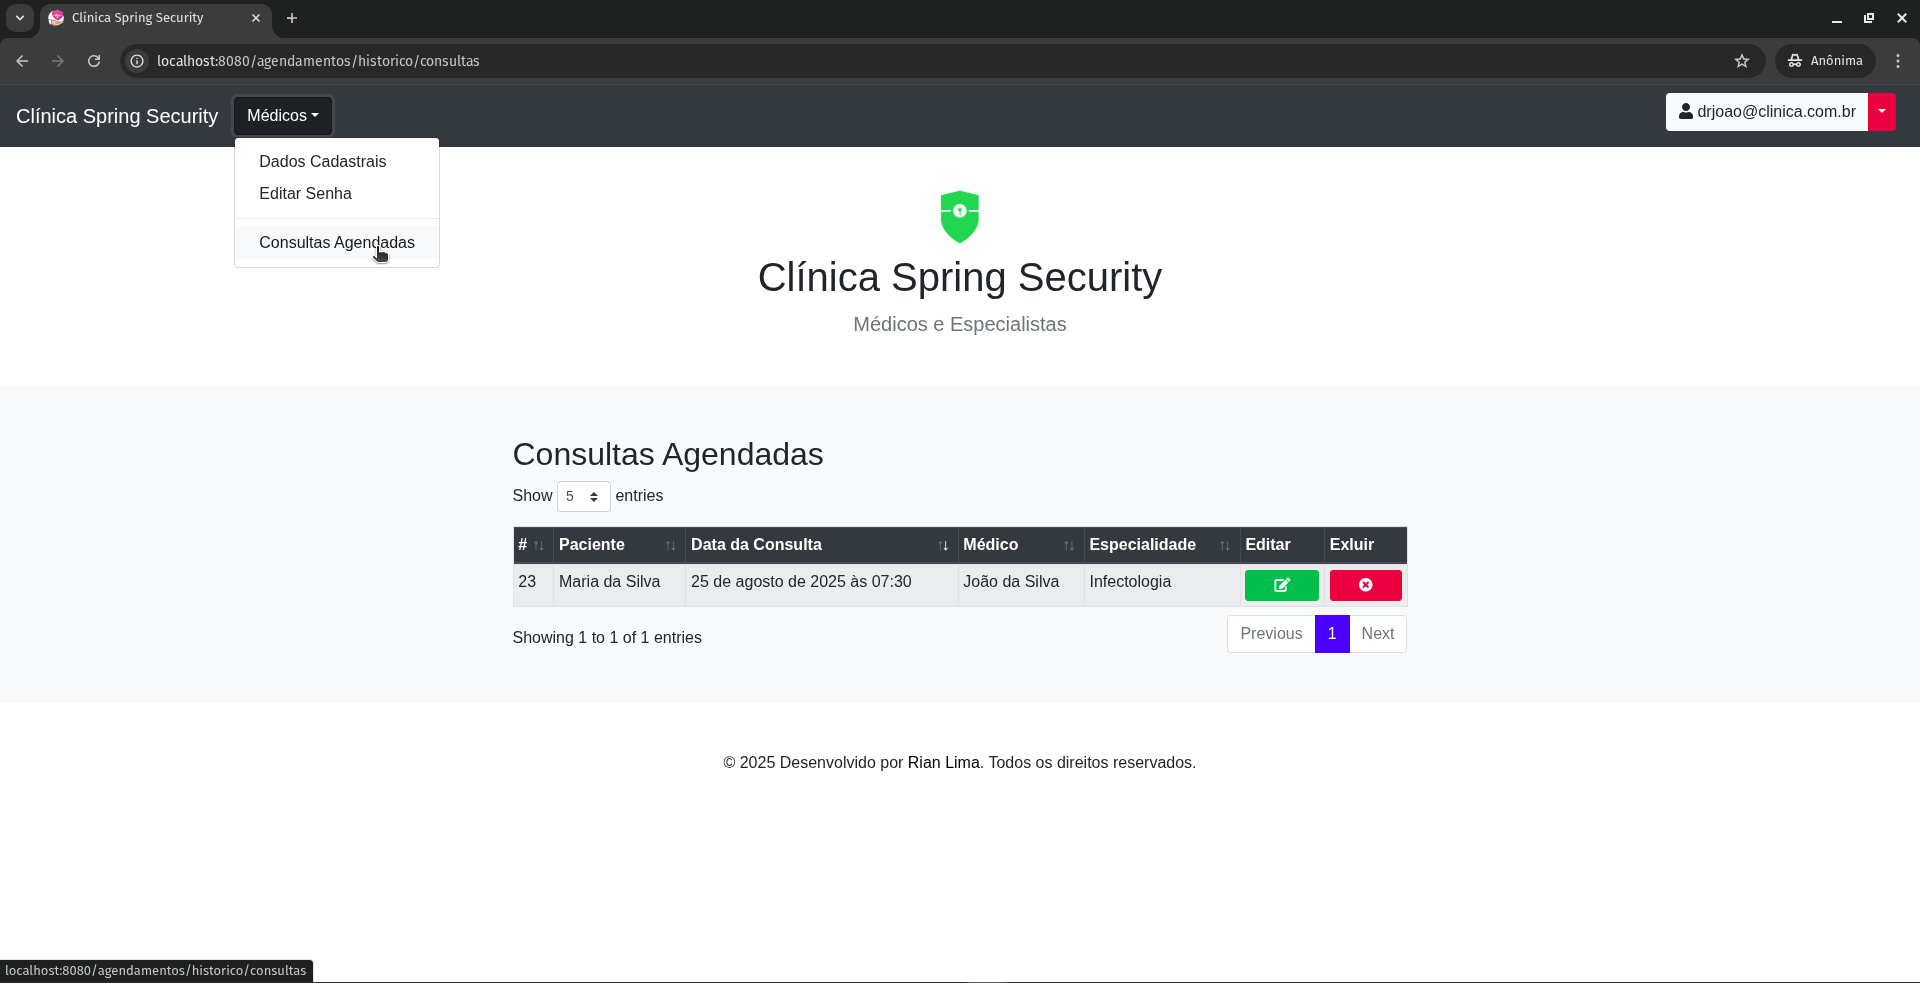 Clínica Spring Security
localhost:8080/agendamentos/historico/consultas
Anônima
Clínica Spring Security
Médicos
drjoao@clinica.com.br
Dados Cadastrais
Editar Senha
Consultas Agendadas
Clínica Spring Security
Médicos e Especialistas
Consultas Agendadas
Show 5 entries
# Paciente Data da Consulta Médico Especialidade Editar Exluir
23 Maria da Silva 25 de agosto de 2025 às 07:30 João da Silva Infectologia
Showing 1 to 1 of 1 entries
Previous 1 Next
© 2025 Desenvolvido por Rian Lima. Todos os direitos reservados.
localhost:8080/agendamentos/historico/consultas